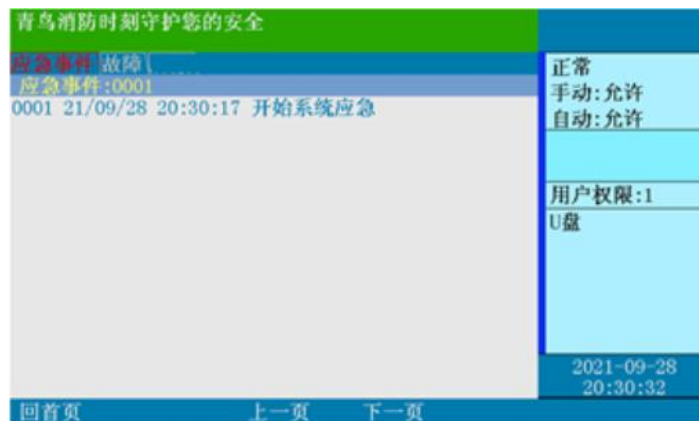 青鸟消防时刻守护您的安全
应急事件 故障
应急事件:0001
0001 21/09/28 20:30:17 开始系统应急
正常
手动:允许
自动:允许
用户权限:1
U盘
2021-09-28
20:30:32
回首页 上一页 下一页